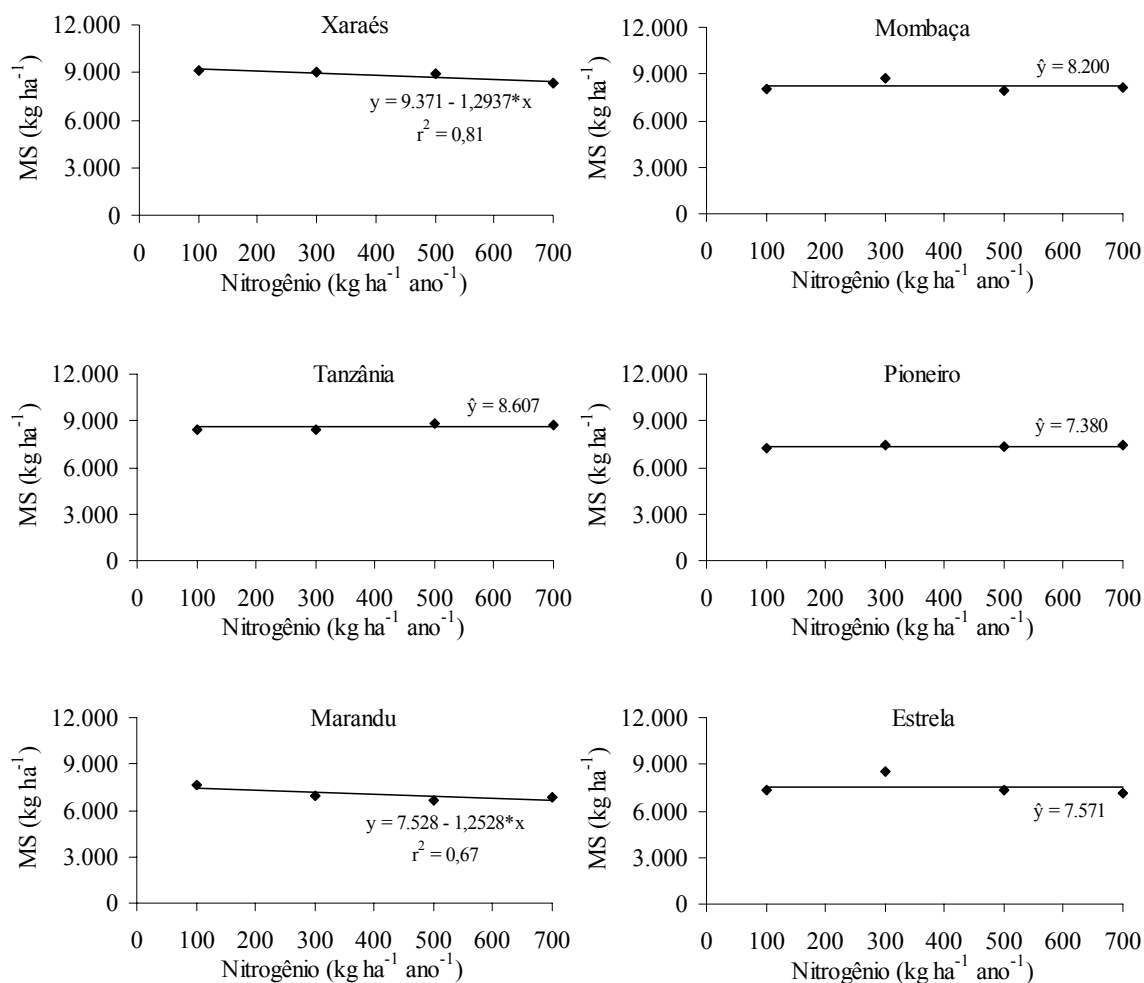 Xaraés
MS (kg ha⁻¹)
12.000
9.000
6.000
3.000
0
y = 9.371 - 1,2937*x
r² = 0,81
0 100 200 300 400 500 600 700
Nitrogênio (kg ha⁻¹ ano⁻¹)
Mombaça
MS (kg ha⁻¹)
12.000
9.000
6.000
3.000
0
ŷ = 8.200
0 100 200 300 400 500 600 700
Nitrogênio (kg ha⁻¹ ano⁻¹)
Tanzânia
MS (kg ha⁻¹)
12.000
9.000
6.000
3.000
0
ŷ = 8.607
0 100 200 300 400 500 600 700
Nitrogênio (kg ha⁻¹ ano⁻¹)
Pioneiro
MS (kg ha⁻¹)
12.000
9.000
6.000
3.000
0
ŷ = 7.380
0 100 200 300 400 500 600 700
Nitrogênio (kg ha⁻¹ ano⁻¹)
Marandu
MS (kg ha⁻¹)
12.000
9.000
6.000
3.000
0
y = 7.528 - 1,2528*x
r² = 0,67
0 100 200 300 400 500 600 700
Nitrogênio (kg ha⁻¹ ano⁻¹)
Estrela
MS (kg ha⁻¹)
12.000
9.000
6.000
3.000
0
ŷ = 7.571
0 100 200 300 400 500 600 700
Nitrogênio (kg ha⁻¹ ano⁻¹)